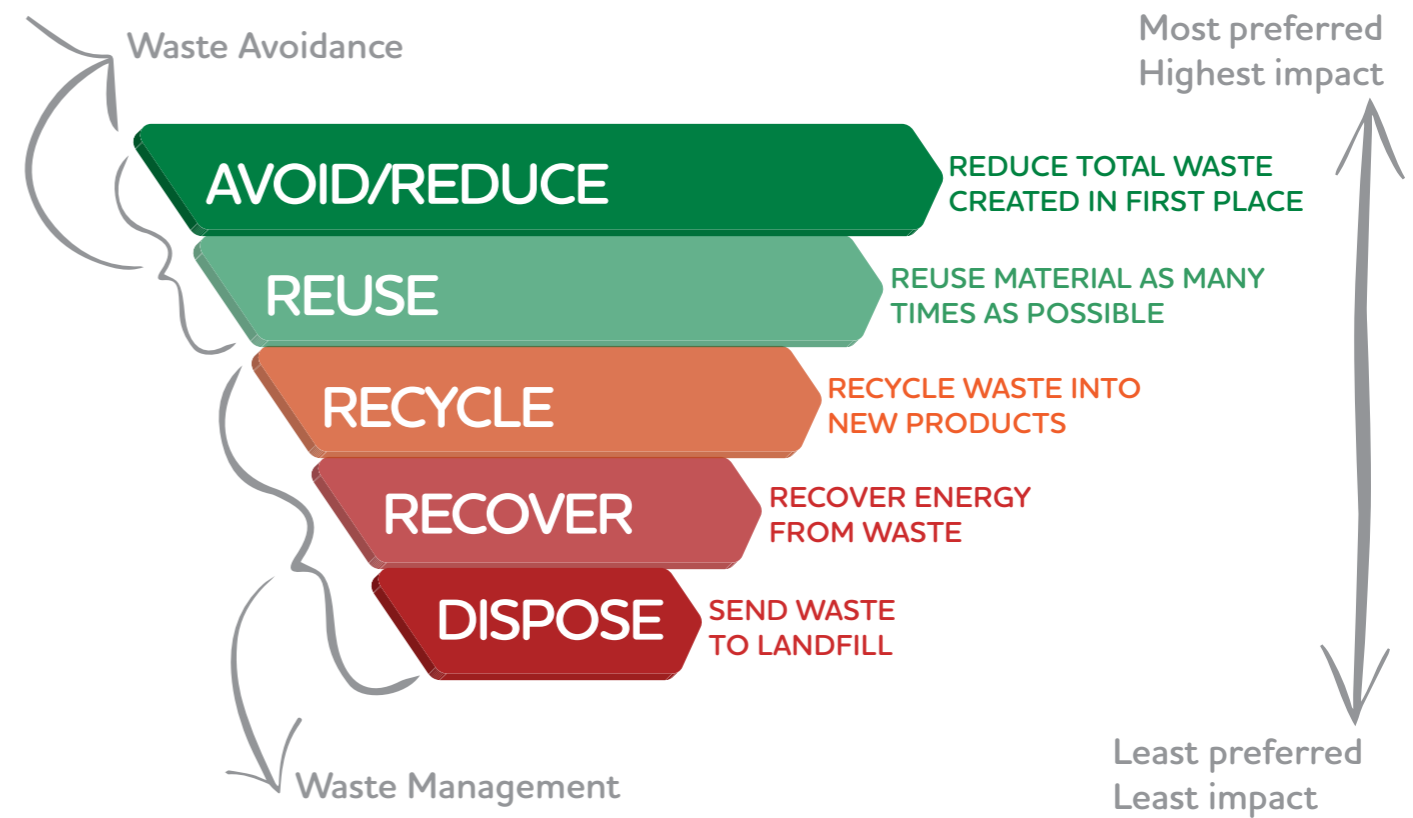 Waste Avoidance
Most preferred
Highest impact
AVOID/REDUCE
REDUCE TOTAL WASTE
CREATED IN FIRST PLACE
REUSE
REUSE MATERIAL AS MANY
TIMES AS POSSIBLE
RECYCLE
RECYCLE WASTE INTO
NEW PRODUCTS
RECOVER
RECOVER ENERGY
FROM WASTE
DISPOSE
SEND WASTE
TO LANDFILL
Waste Management
Least preferred
Least impact